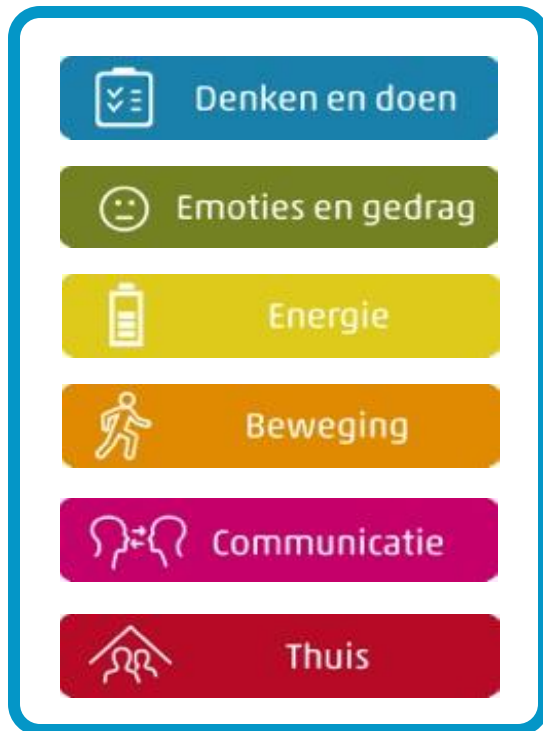 Denken en doen
Emoties en gedrag
Energie
Beweging
Communicatie
Thuis